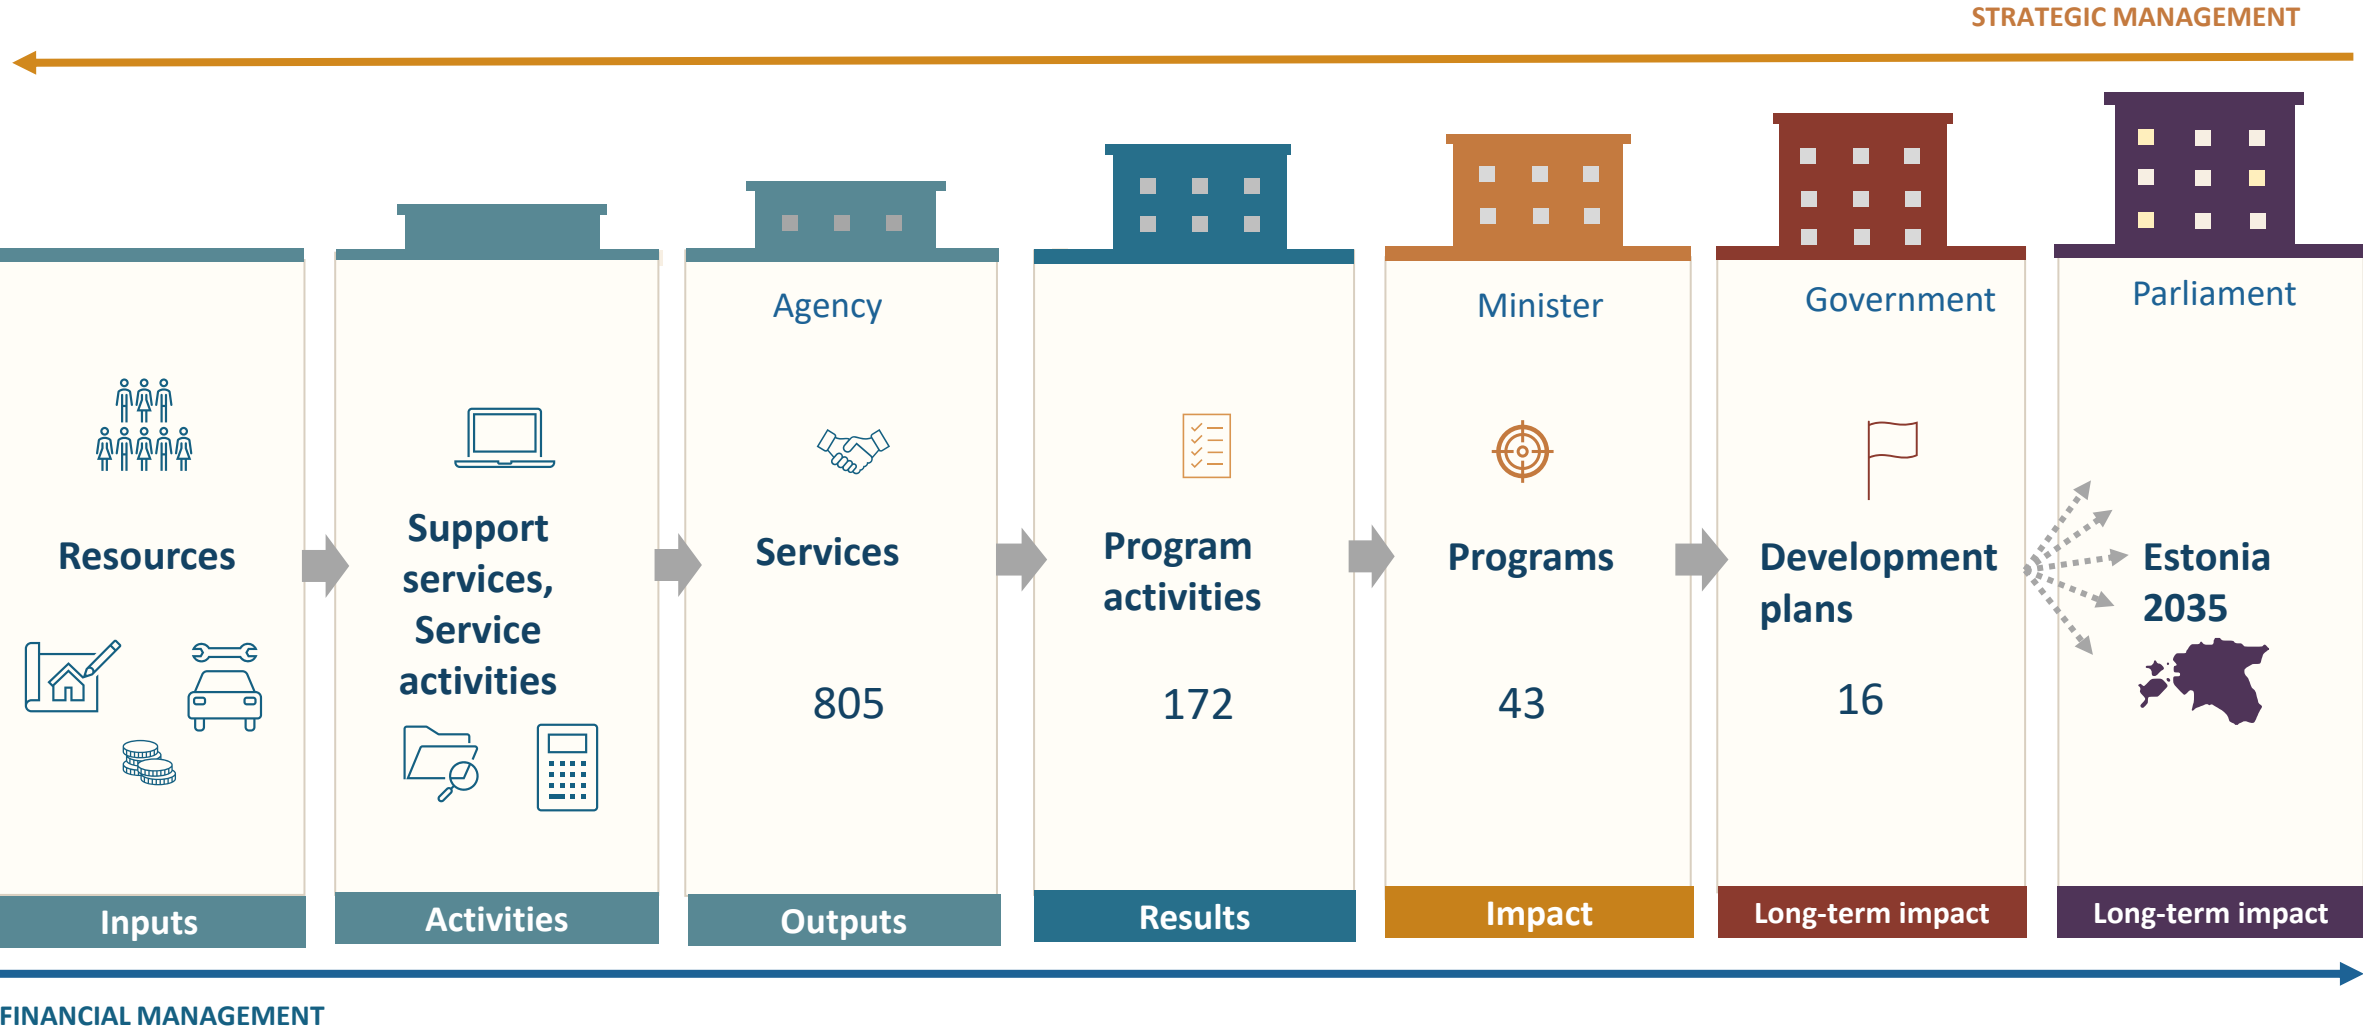 STRATEGIC MANAGEMENT
Agency
Minister
Government
Parliament
Resources
Support
services,
Service
activities
Services
Program
activities
Programs
Development
plans
Estonia
2035
805
172
43
16
Inputs
Activities
Outputs
Results
Impact
Long-term impact
Long-term impact
FINANCIAL MANAGEMENT